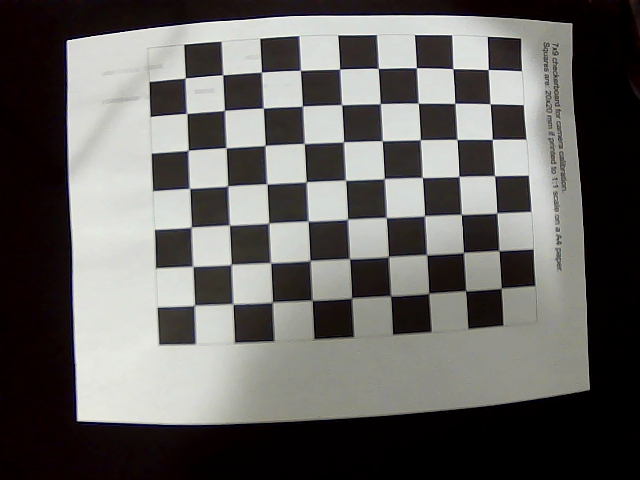 7x9 checkerboard for camera calibration.
Squares are 20x20 mm if printed to 1:1 scale on a A4 paper.